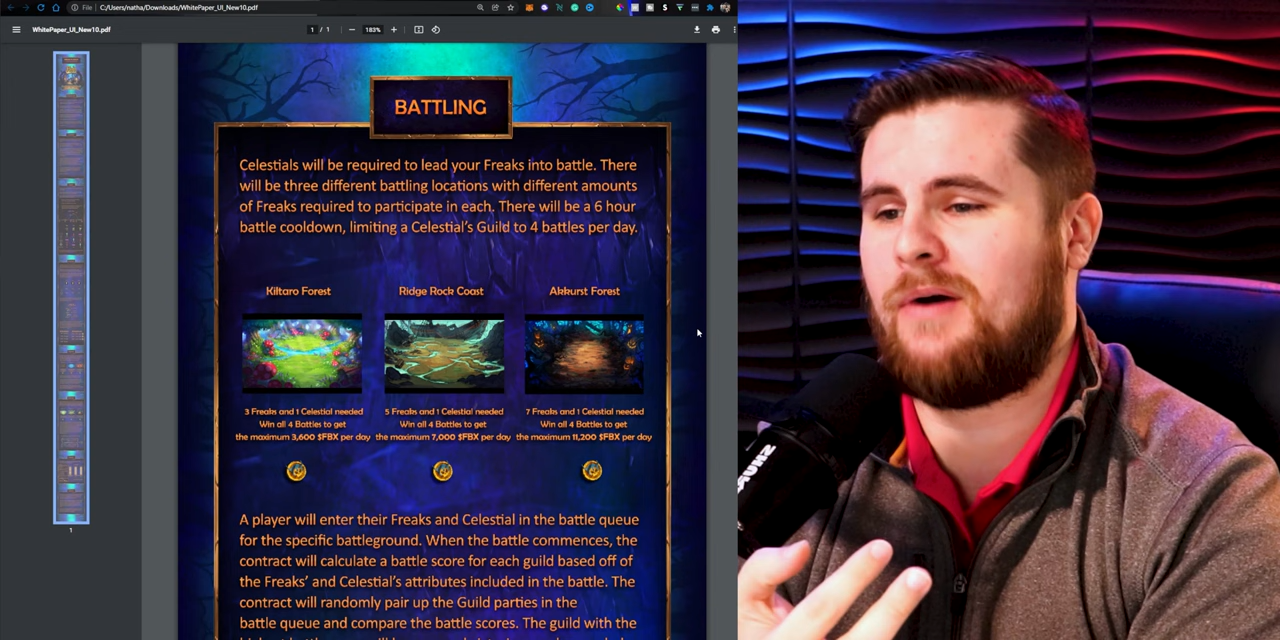 File
C:/Users/natha/Downloads/WhitePaper_UI_New10.pdf
WhitePaper_UI_New10.pdf
1 / 1
183%
BATTLING
Celestials will be required to lead your Freaks into battle. There
will be three different battling locations with different amounts
of Freaks required to participate in each. There will be a 6 hour
battle cooldown, limiting a Celestial's Guild to 4 battles per day.
Kiltaro Forest
Ridge Rock Coast
Akkurst Forest
3 Freaks and 1 Celestial needed
Win all 4 Battles to get
the maximum 3,600 $FBX per day
5 Freaks and 1 Celestial needed
Win all 4 Battles to get
the maximum 7,000 $FBX per day
7 Freaks and 1 Celestial needed
Win all 4 Battles to get
the maximum 11,200 $FBX per day
1
A player will enter their Freaks and Celestial in the battle queue
for the specific battleground. When the battle commences, the
contract will calculate a battle score for each guild based off of
the Freaks' and Celestial's attributes included in the battle. The
contract will randomly pair up the Guild parties in the
battle queue and compare the battle scores. The guild with the
SHURE